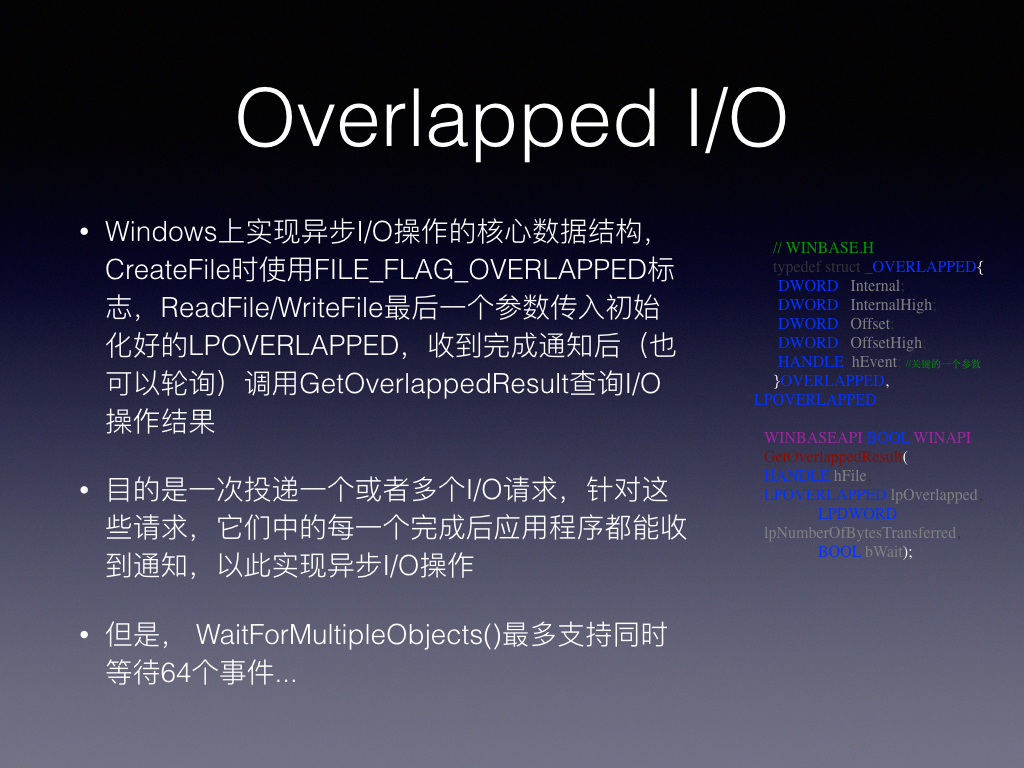 Overlapped I/O
• Windows上实现异步I/O操作的核心数据结构，
CreateFile时使用FILE_FLAG_OVERLAPPED标
志，ReadFile/WriteFile最后一个参数传入初始
化好的LPOVERLAPPED，收到完成通知后（也
可以轮询）调用GetOverlappedResult查询I/O
操作结果
• 目的是一次投递一个或者多个I/O请求，针对这
些请求，它们中的每一个完成后应用程序都能收
到通知，以此实现异步I/O操作
• 但是， WaitForMultipleObjects()最多支持同时
等待64个事件...
// WINBASE.H
typedef struct _OVERLAPPED{
DWORD Internal;
DWORD InternalHigh;
DWORD Offset;
DWORD OffsetHigh;
HANDLE hEvent; //关键的一个参数
}OVERLAPPED,
LPOVERLAPPED
WINBASEAPI BOOL WINAPI
GetOverlappedResult(
HANDLE hFile,
LPOVERLAPPED lpOverlapped,
LPDWORD
lpNumberOfBytesTransferred,
BOOL bWait);